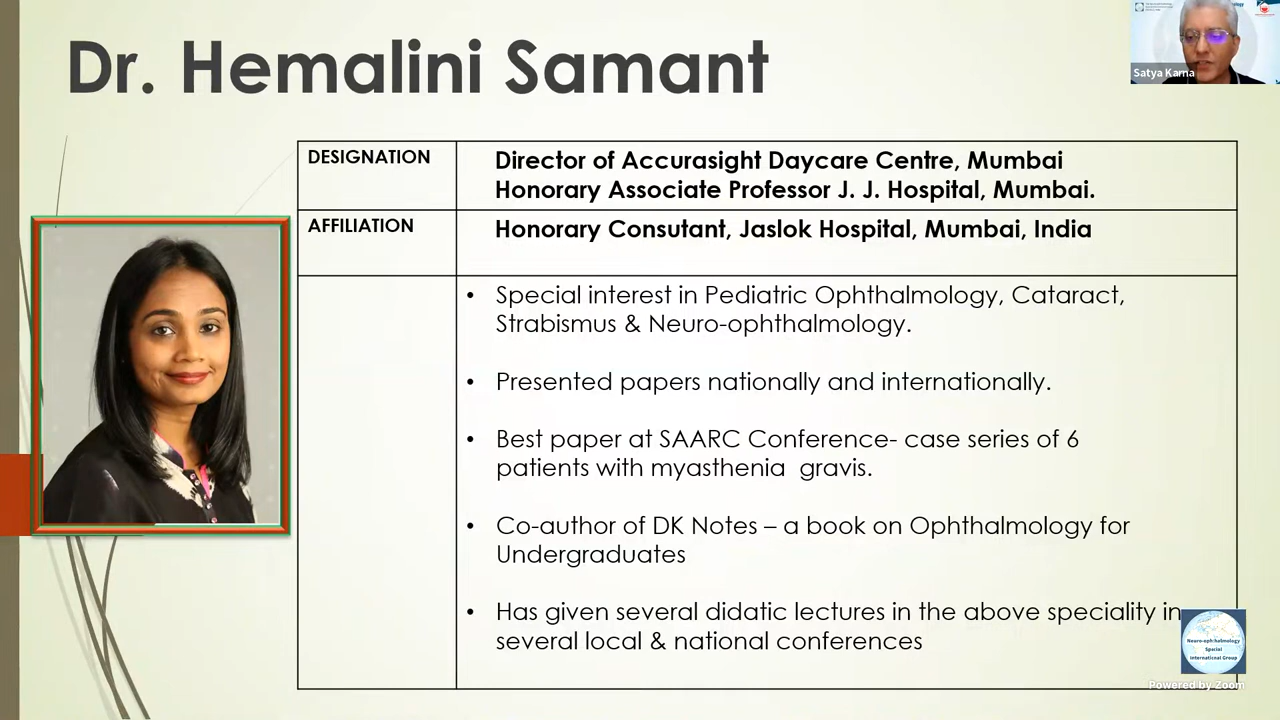 Dr. Hemalini Samant
Satya Karna
DESIGNATION
Director of Accurasight Daycare Centre, Mumbai
Honorary Associate Professor J. J. Hospital, Mumbai.
AFFILIATION
Honorary Consutant, Jaslok Hospital, Mumbai, India
• Special interest in Pediatric Ophthalmology, Cataract,
Strabismus & Neuro-ophthalmology.
• Presented papers nationally and internationally.
• Best paper at SAARC Conference- case series of 6
patients with myasthenia gravis.
• Co-author of DK Notes – a book on Ophthalmology for
Undergraduates
• Has given several didatic lectures in the above speciality in
several local & national conferences
Neuro-ophthalmology
Special
International Group
Powered by Zoom